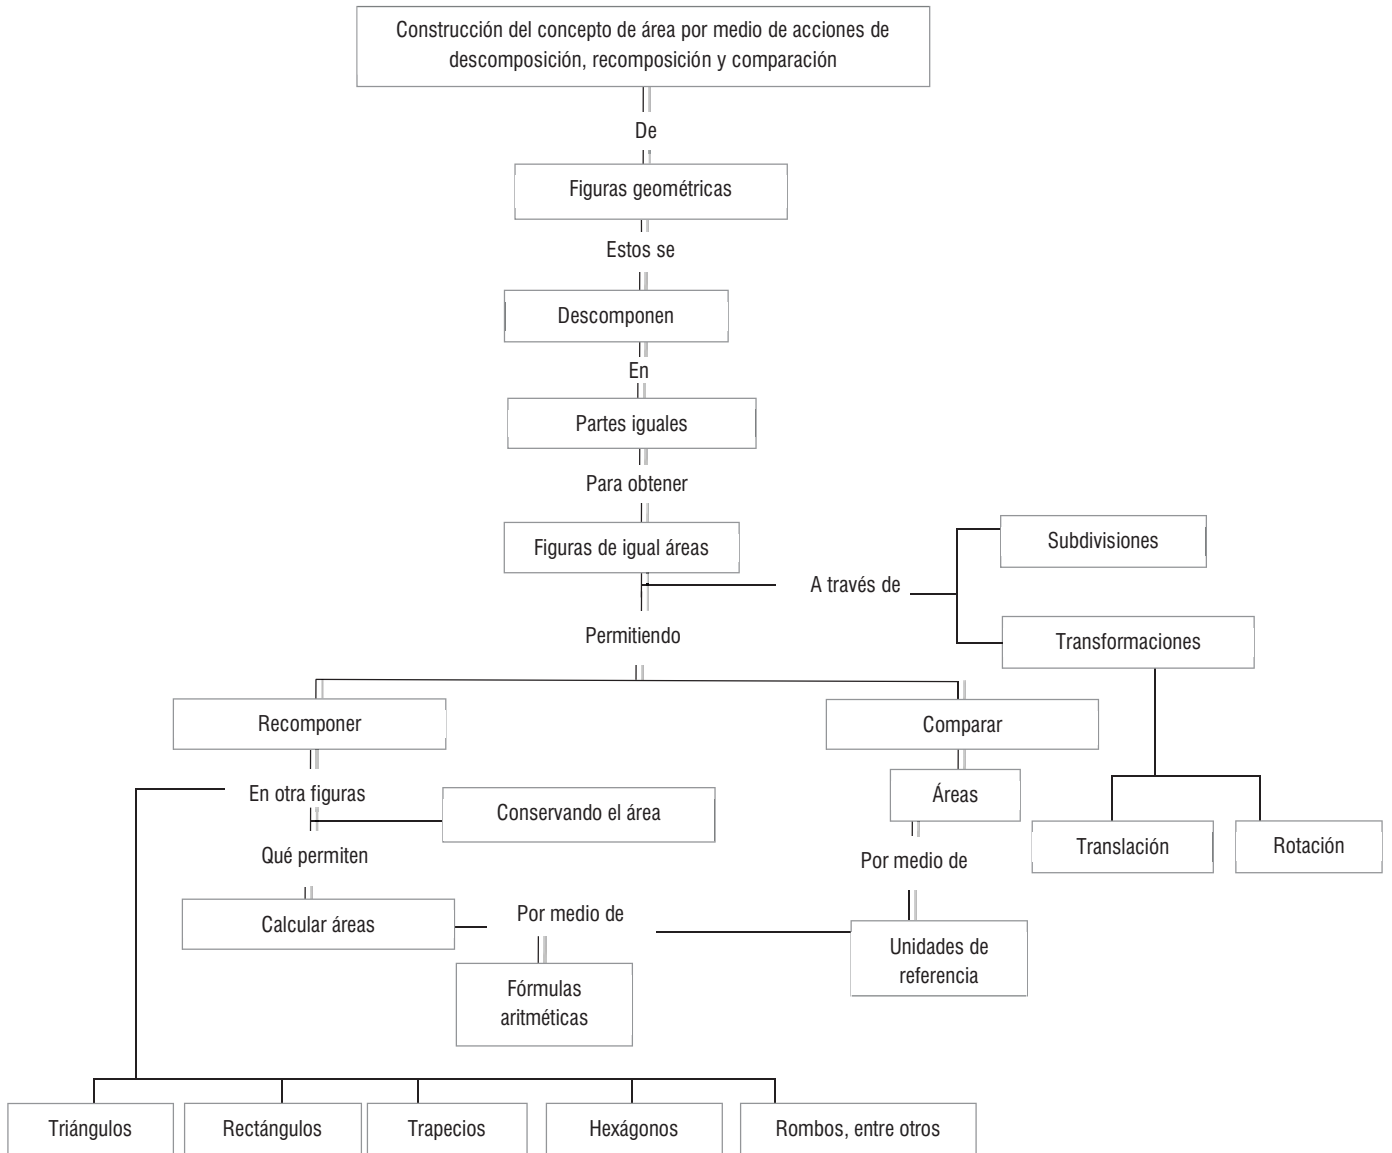 Construcción del concepto de área por medio de acciones de
descomposición, recomposición y comparación
De
Figuras geométricas
Estos se
Descomponen
En
Partes iguales
Para obtener
Figuras de igual áreas
A través de
Subdivisiones
Transformaciones
Permitiendo
Recomponer
Comparar
En otra figuras
Conservando el área
Áreas
Translación
Rotación
Qué permiten
Por medio de
Calcular áreas
Por medio de
Unidades de
referencia
Fórmulas
aritméticas
Triángulos
Rectángulos
Trapecios
Hexágonos
Rombos, entre otros